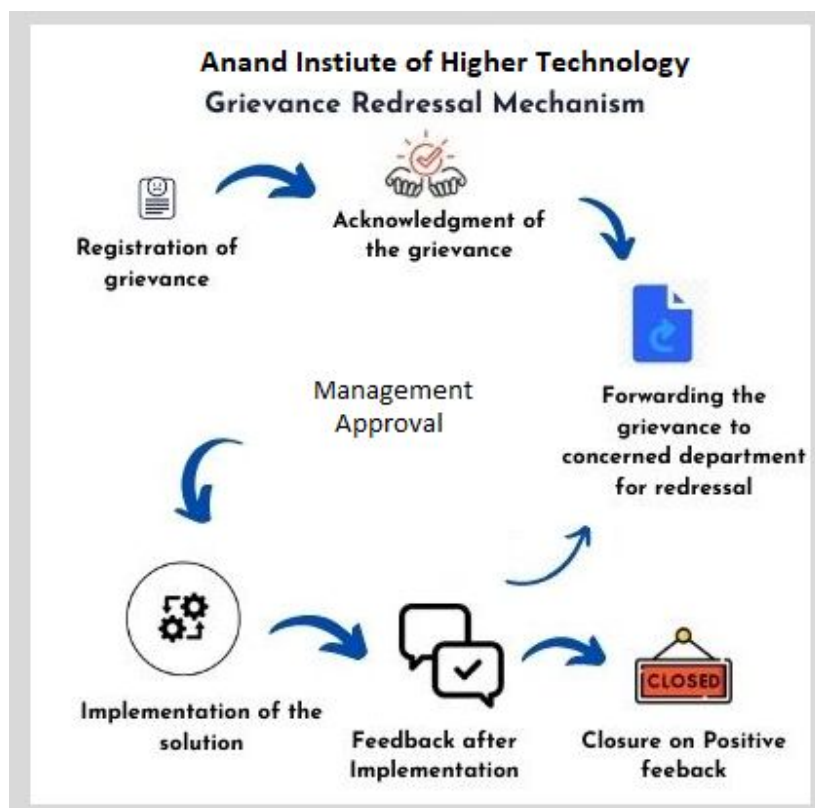 Anand Instiute of Higher Technology
Grievance Redressal Mechanism
Registration of
grievance
Acknowledgment of
the grievance
Forwarding the
grievance to
concerned department
for redressal
Management
Approval
Implementation of the
solution
Feedback after
Implementation
CLOSED
Closure on Positive
feeback